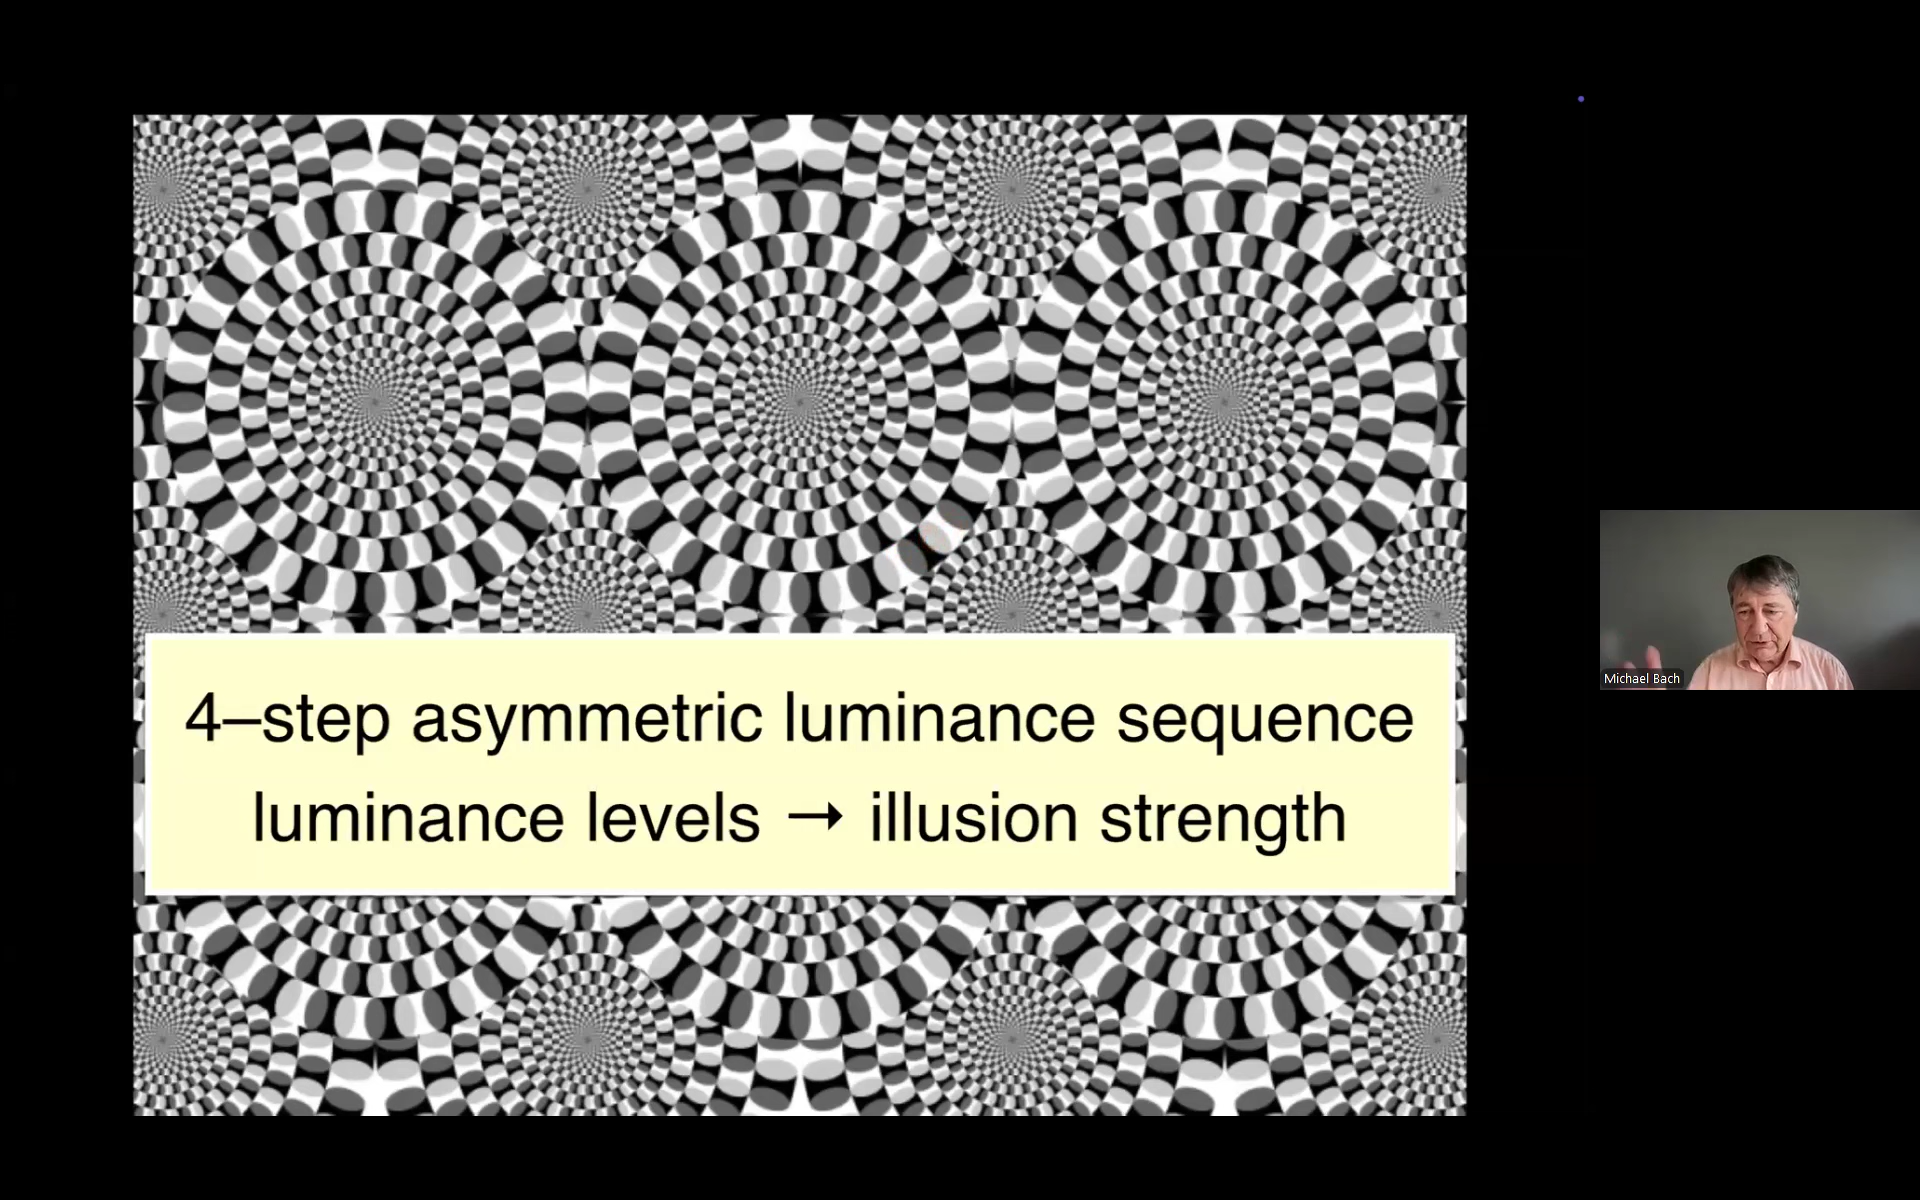 4–step asymmetric luminance sequence
luminance levels → illusion strength
Michael Bach